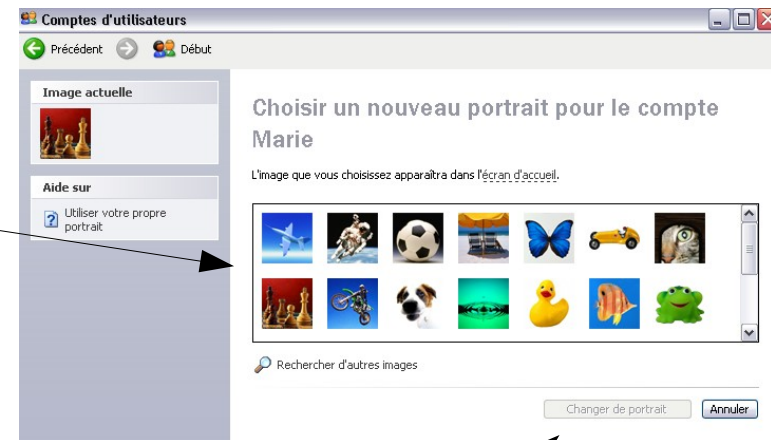 Comptes d'utilisateurs
Précédent
Début
Image actuelle
Aide sur
Utiliser votre propre
portrait
Choisir un nouveau portrait pour le compte
Marie
L'image que vous choisissez apparaîtra dans l'écran d'accueil.
Rechercher d'autres images
Changer de portrait
Annuler